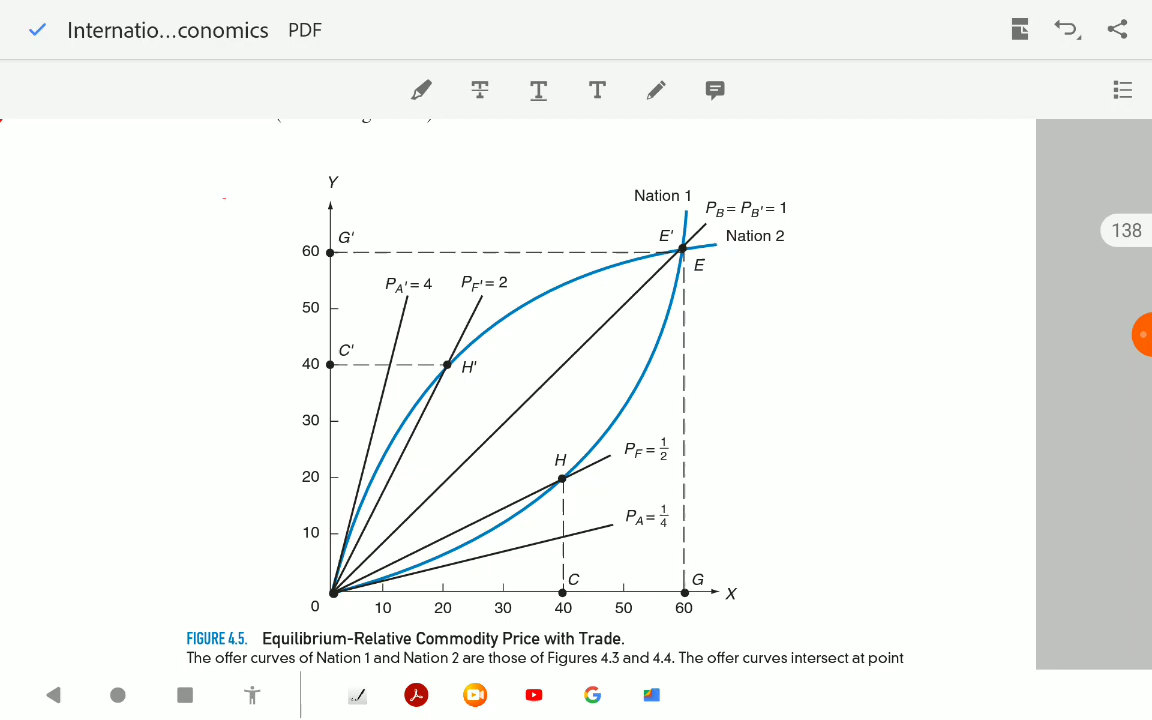 Internatio...conomics PDF
138
Y
Nation 1
P_B = P_B' = 1
G'
E'
Nation 2
60
E
P_A' = 4
P_F' = 2
50
C'
40
H'
30
H
P_F = 1/2
20
P_A = 1/4
10
C
G
X
0
10 20 30 40 50 60
FIGURE 4.5. Equilibrium-Relative Commodity Price with Trade.
The offer curves of Nation 1 and Nation 2 are those of Figures 4.3 and 4.4. The offer curves intersect at point